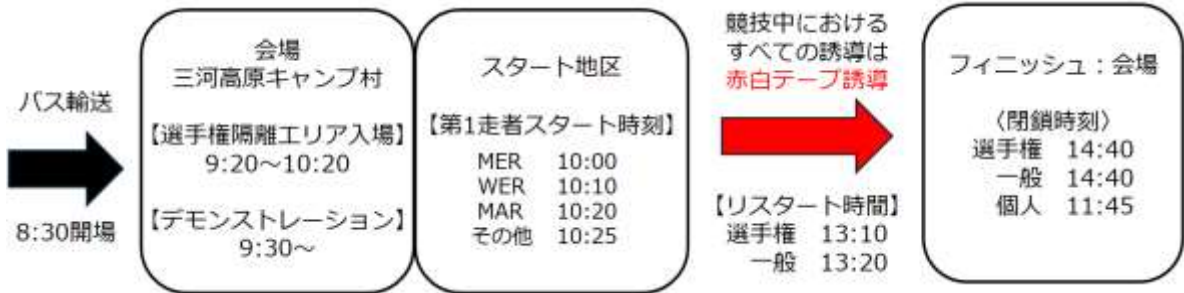 バス輸送
8:30開場
会場
三河高原キャンプ村
【選手権隔離エリア入場】
9:20～10:20
【デモンストレーション】
9:30～
スタート地区
【第1走者スタート時刻】
MER 10:00
WER 10:10
MAR 10:20
その他 10:25
競技中における
すべての誘導は
赤白テープ誘導
【リスタート時間】
選手権 13:10
一般 13:20
フィニッシュ：会場
〈閉鎖時刻〉
選手権 14:40
一般 14:40
個人 11:45